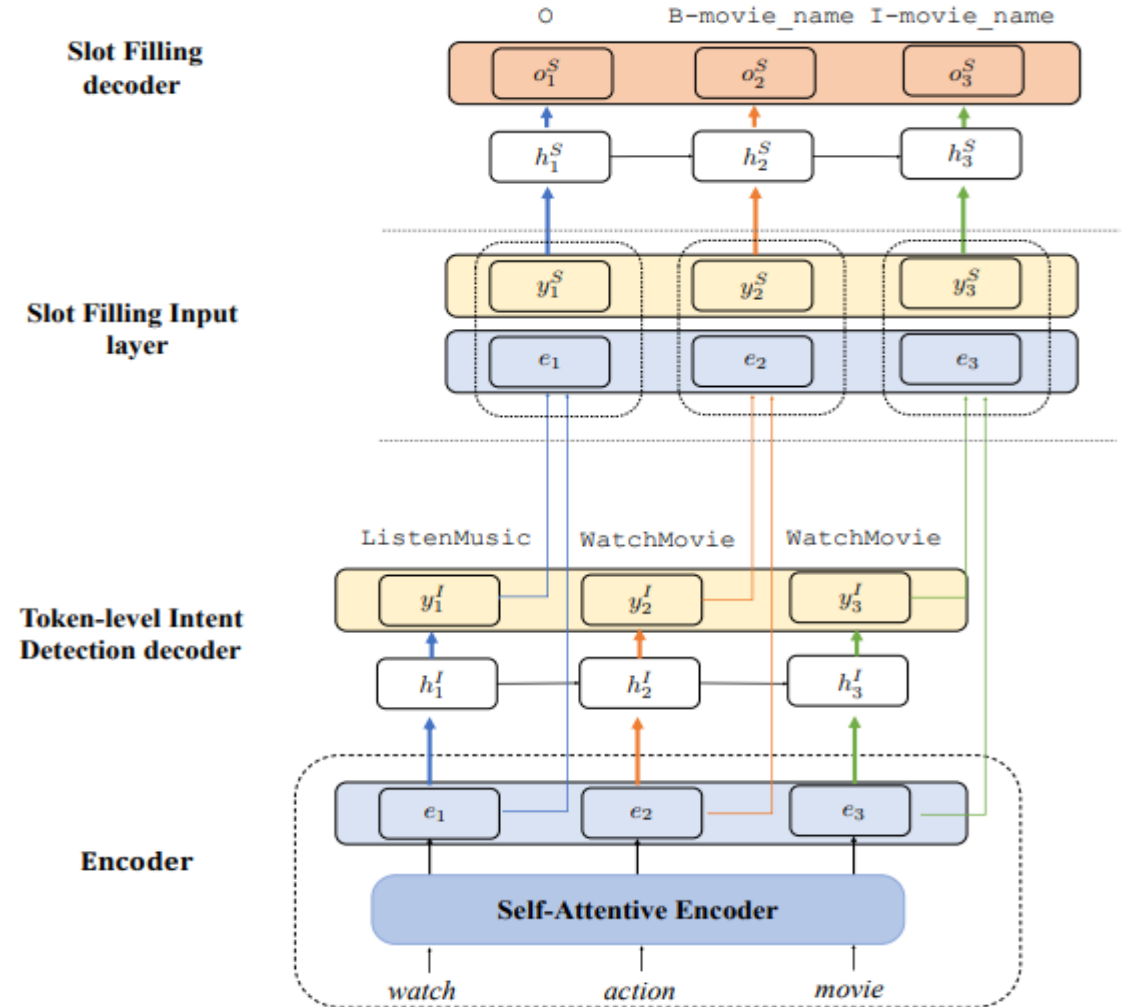 O B-movie_name I-movie_name
Slot Filling
decoder
o_1^S o_2^S o_3^S
h_1^S h_2^S h_3^S
Slot Filling Input
layer
y_1^S y_2^S y_3^S
e_1 e_2 e_3
ListenMusic WatchMovie WatchMovie
Token-level Intent
Detection decoder
y_1^I y_2^I y_3^I
h_1^I h_2^I h_3^I
e_1 e_2 e_3
Encoder
Self-Attentive Encoder
watch action movie